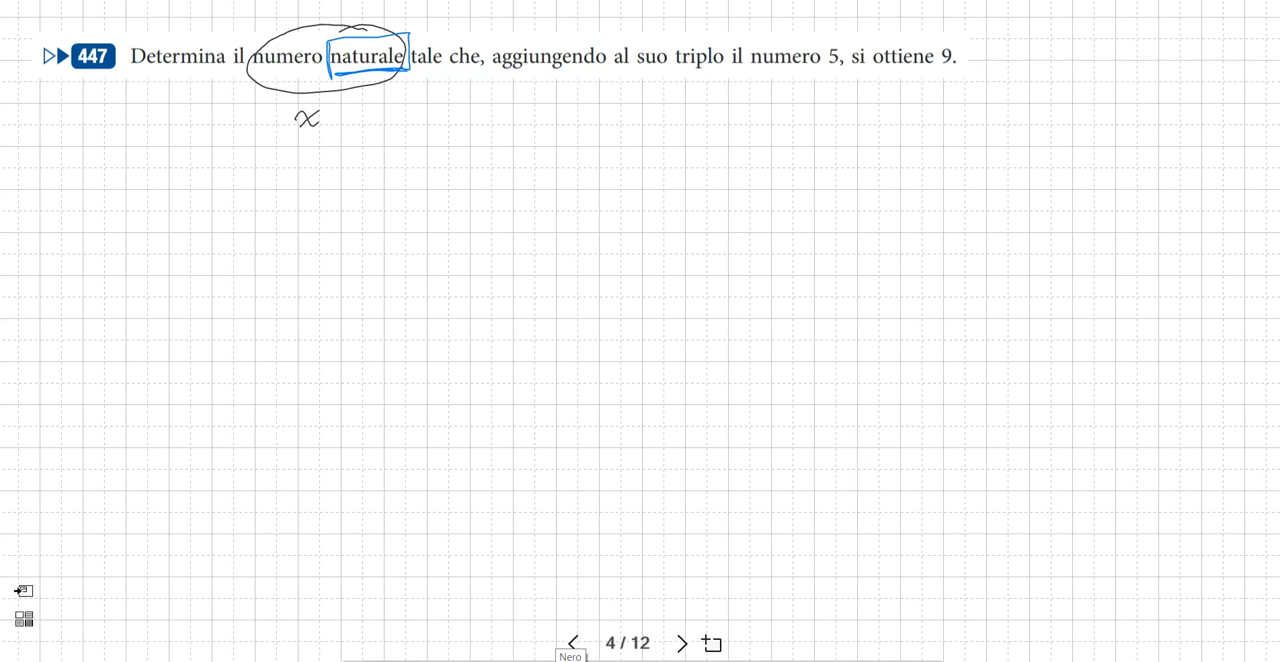 447 Determina il numero naturale tale che, aggiungendo al suo triplo il numero 5, si ottiene 9.
x
4 / 12
Nero